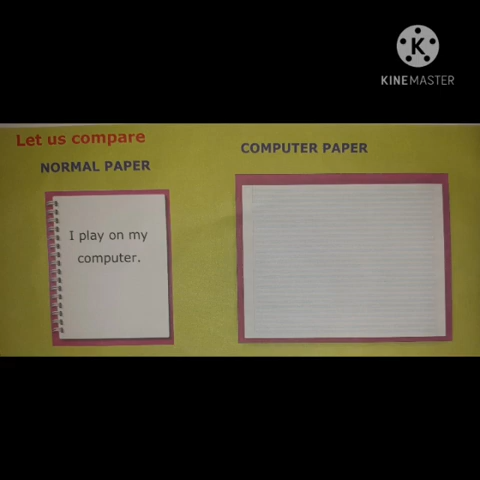 KINEMASTER
Let us compare
NORMAL PAPER
COMPUTER PAPER
I play on my
computer.